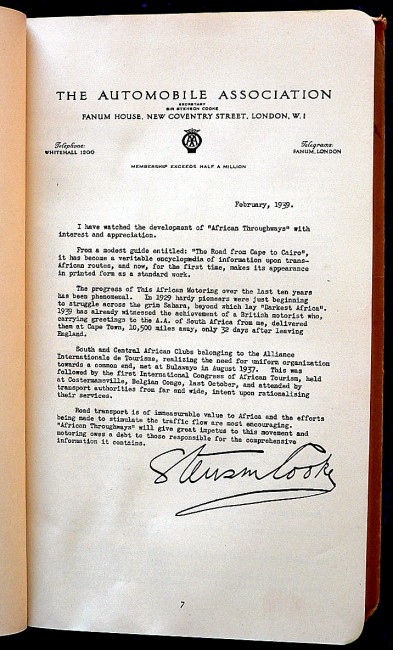 THE AUTOMOBILE ASSOCIATION
SECRETARY
SIR STENSON COOKE
FANUM HOUSE, NEW COVENTRY STREET, LONDON, W.1
Telephone: WHITEHALL 1200
AA
Telegrams: FANUM, LONDON
MEMBERSHIP EXCEEDS HALF A MILLION
February, 1939.
I have watched the development of "African Throughways" with
interest and appreciation.
From a modest guide entitled: "The Road from Cape to Cairo",
it has become a veritable encyclopædia of information upon trans-
African routes, and now, for the first time, makes its appearance
in printed form as a standard work.
The progress of This African Motoring over the last ten years
has been phenomenal. In 1929 hardy pioneers were just beginning
to struggle across the grim Sahara, beyond which lay "Darkest Africa".
1939 has already witnessed the achievement of a British motorist who,
carrying greetings to the A.A. of South Africa from me, delivered
them at Cape Town, 10,500 miles away, only 32 days after leaving
England.
South and Central African Clubs belonging to the Alliance
Internationale de Tourisme, realizing the need for uniform organization
towards a common end, met at Bulawayo in August 1937. This was
followed by the first International Congress of African Tourism, held
at Costermansville, Belgian Congo, last October, and attended by
transport authorities from far and wide, intent upon rationalising
their services.
Road transport is of immeasurable value to Africa and the efforts
being made to stimulate the traffic flow are most encouraging.
"African Throughways" will give great impetus to this movement and
motoring owes a debt to those responsible for the comprehensive
information it contains.
Stenson Cooke
7